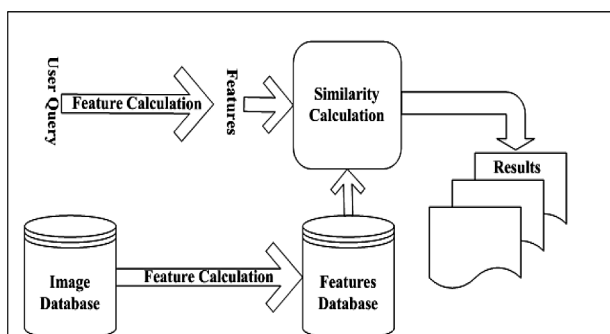 User Query
Feature Calculation
Features
Similarity
Calculation
Results
Image
Database
Feature Calculation
Features
Database